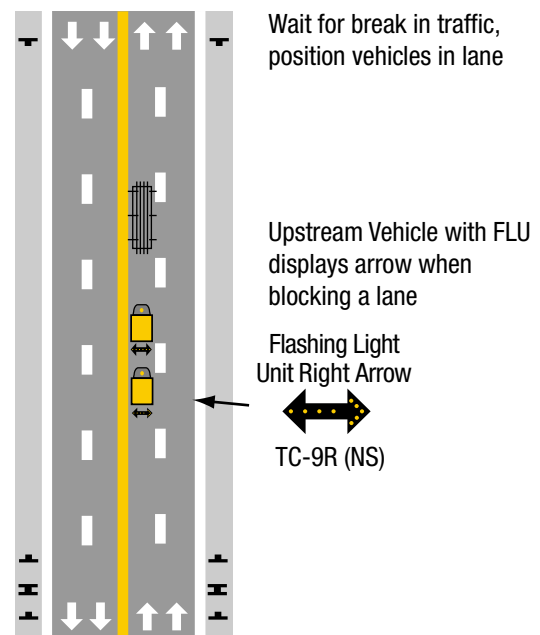 Wait for break in traffic,
position vehicles in lane
Upstream Vehicle with FLU
displays arrow when
blocking a lane
Flashing Light
Unit Right Arrow
TC-9R (NS)